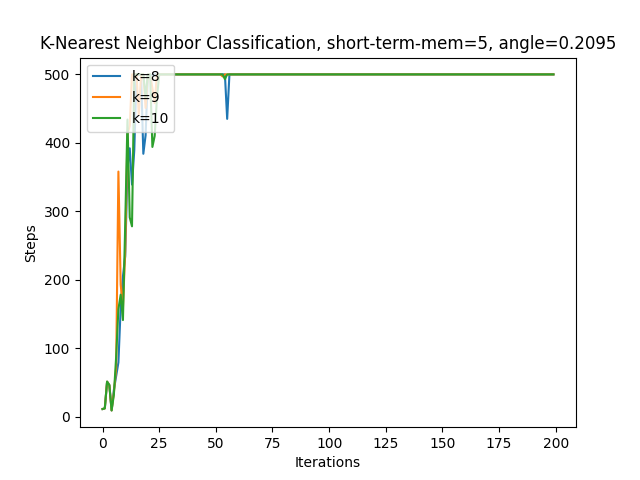 K-Nearest Neighbor Classification, short-term-mem=5, angle=0.2095
500
400
300
200
100
0
Steps
k=8
k=9
k=10
0 25 50 75 100 125 150 175 200
Iterations